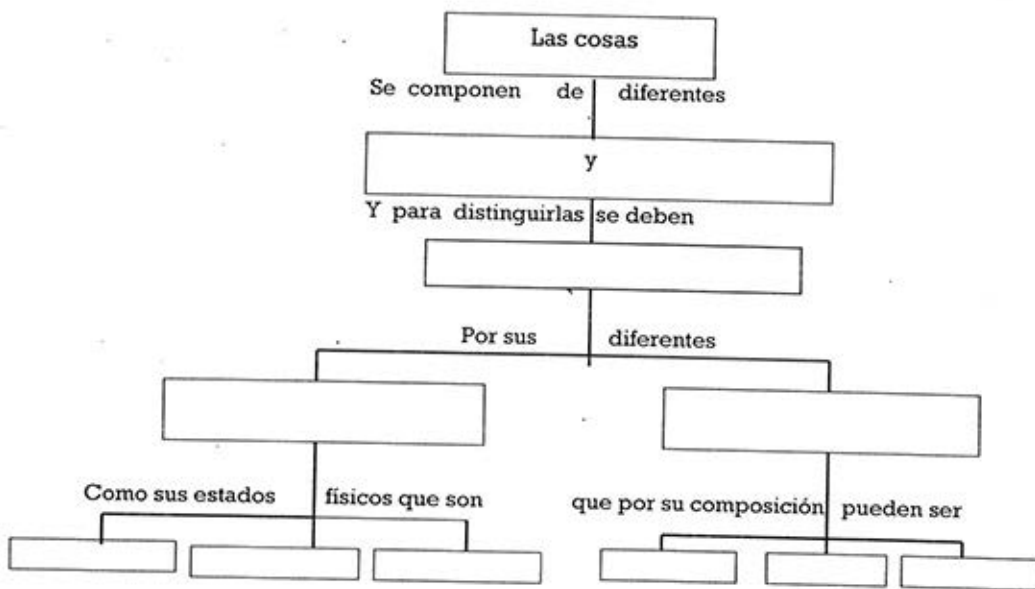 Las cosas
Se componen de diferentes
y
Y para distinguirlas se deben
Por sus diferentes
Como sus estados físicos que son
que por su composición pueden ser